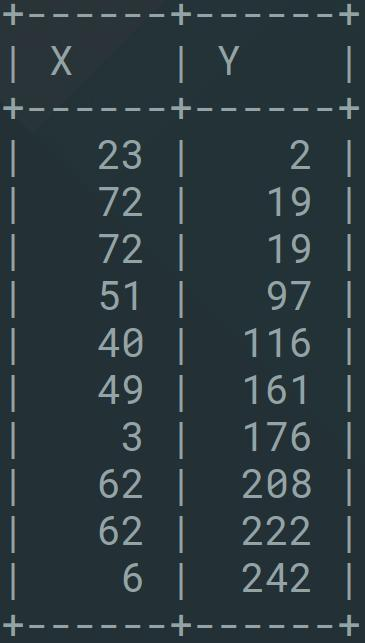 +------+------+
| X    | Y    |
+------+------+
|   23 |    2 |
|   72 |   19 |
|   72 |   19 |
|   51 |   97 |
|   40 |  116 |
|   49 |  161 |
|    3 |  176 |
|   62 |  208 |
|   62 |  222 |
|    6 |  242 |
+------+------+